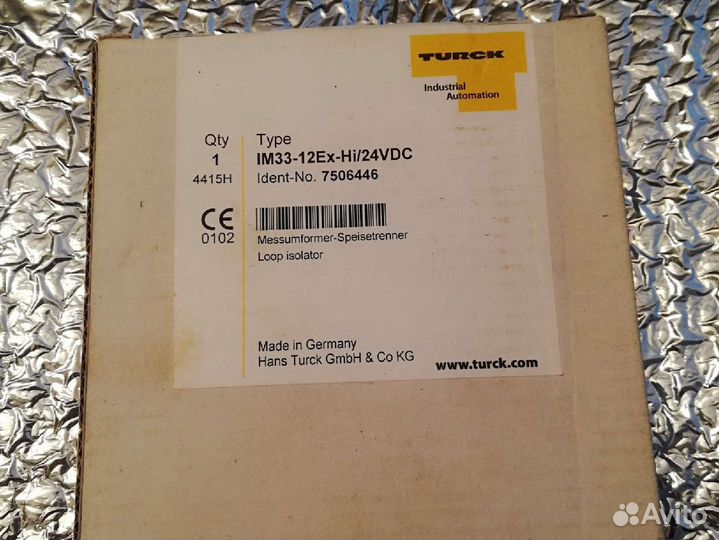 TURCK
Industrial
Automation
Qty Type
1 IM33-12Ex-Hi/24VDC
4415H Ident-No. 7506446
CE
0102
Messumformer-Speisetrenner
Loop isolator
Made in Germany
Hans Turck GmbH & Co KG
www.turck.com
Avito